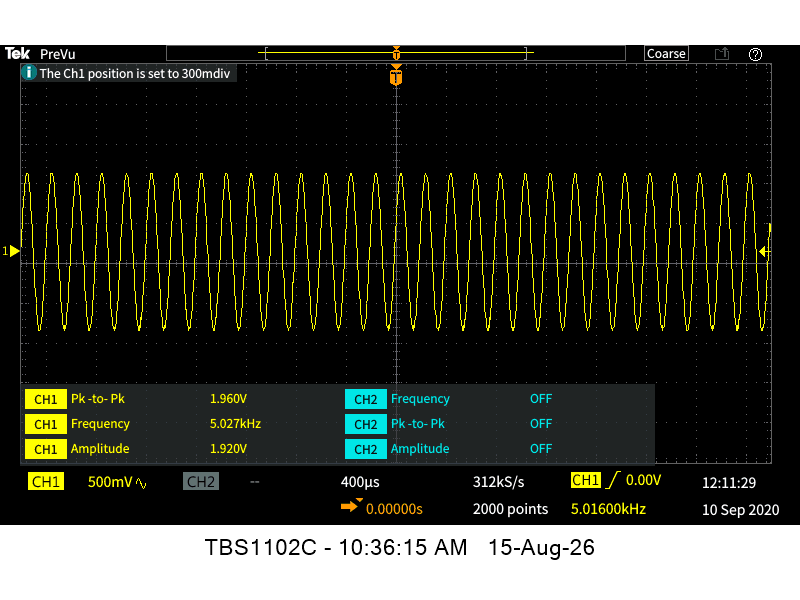 Tek PreVu Coarse
The Ch1 position is set to 300mdiv
T
T
1
CH1 Pk -to- Pk 1.960V CH2 Frequency OFF
CH1 Frequency 5.027kHz CH2 Pk -to- Pk OFF
CH1 Amplitude 1.920V CH2 Amplitude OFF
CH1 500mV CH2 -- 400µs 312kS/s CH1 0.00V 12:11:29
0.00000s 2000 points 5.01600kHz 10 Sep 2020
TBS1102C - 10:36:15 AM 15-Aug-26